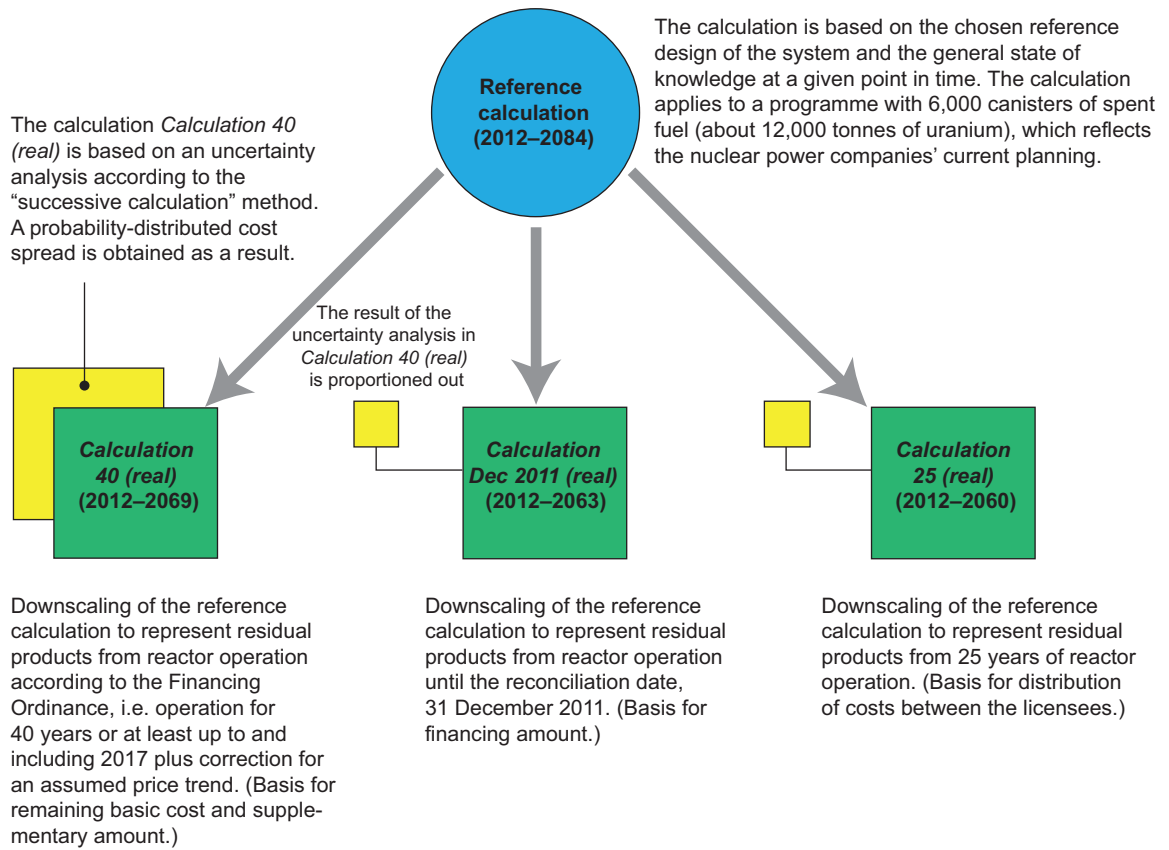 The calculation is based on the chosen reference
design of the system and the general state of
knowledge at a given point in time. The calculation
applies to a programme with 6,000 canisters of spent
fuel (about 12,000 tonnes of uranium), which reflects
the nuclear power companies’ current planning.
Reference
calculation
(2012–2084)
The calculation Calculation 40
(real) is based on an uncertainty
analysis according to the
“successive calculation” method.
A probability-distributed cost
spread is obtained as a result.
The result of the
uncertainty analysis in
Calculation 40 (real)
is proportioned out
Calculation
40 (real)
(2012–2069)
Calculation
Dec 2011 (real)
(2012–2063)
Calculation
25 (real)
(2012–2060)
Downscaling of the reference
calculation to represent residual
products from reactor operation
according to the Financing
Ordinance, i.e. operation for
40 years or at least up to and
including 2017 plus correction for
an assumed price trend. (Basis for
remaining basic cost and supple-
mentary amount.)
Downscaling of the reference
calculation to represent residual
products from reactor operation
until the reconciliation date,
31 December 2011. (Basis for
financing amount.)
Downscaling of the reference
calculation to represent residual
products from 25 years of reactor
operation. (Basis for distribution
of costs between the licensees.)